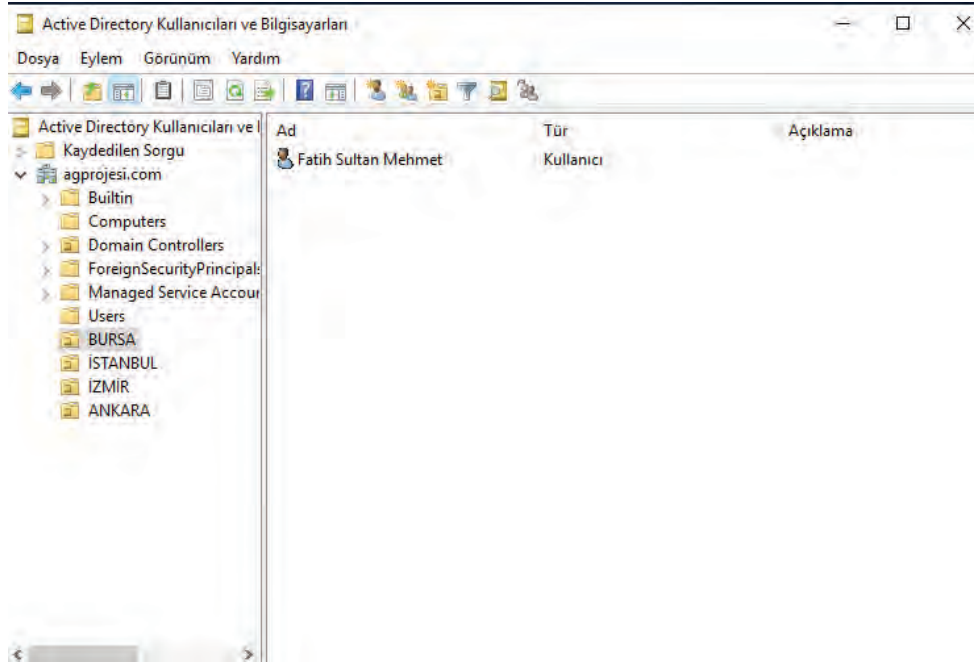 Active Directory Kullanıcıları ve Bilgisayarları
Dosya Eylem Görünüm Yardım
Active Directory Kullanıcıları ve
Kaydedilen Sorgu
agprojesi.com
Builtin
Computers
Domain Controllers
ForeignSecurityPrincipals
Managed Service Accour
Users
BURSA
İSTANBUL
İZMİR
ANKARA
Ad Tür Açıklama
Fatih Sultan Mehmet Kullanıcı